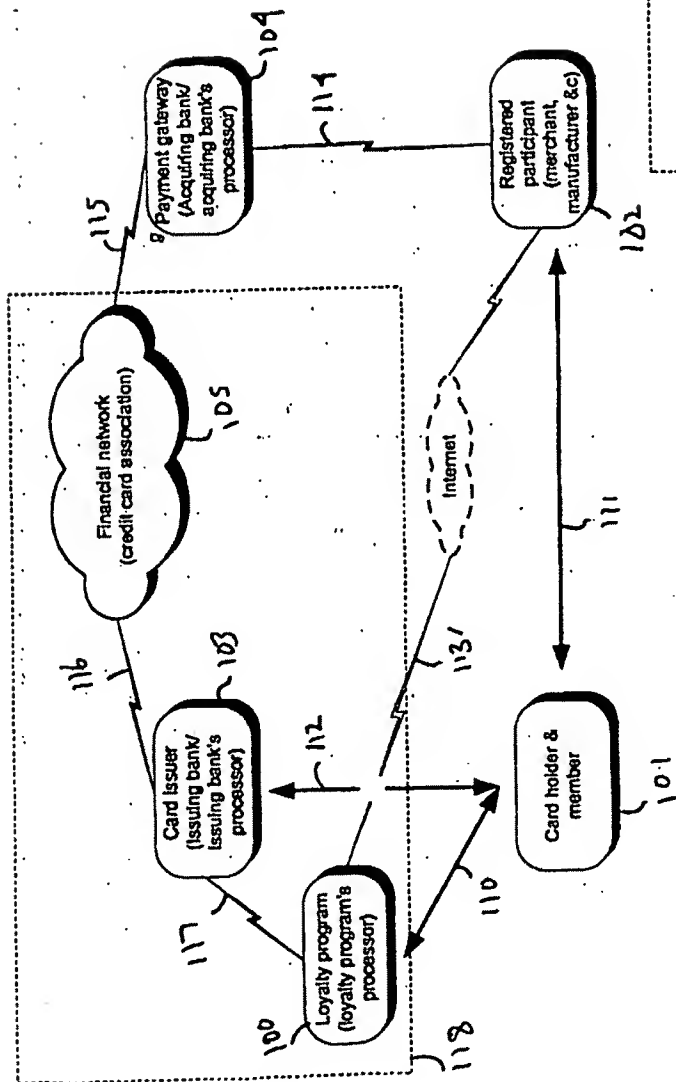 115
g Payment gateway
(Acquiring bank/
acquiring bank's
processor)
104
114
Financial network
(credit card association)
105
116
Card issuer
(Issuing bank/
Issuing bank's
processor)
103
112
117
Loyalty program
(loyalty program's
processor)
100
118
110
113
Internet
Registered
participant
(merchant,
manufacturer &c)
102
111
Card holder &
member
101